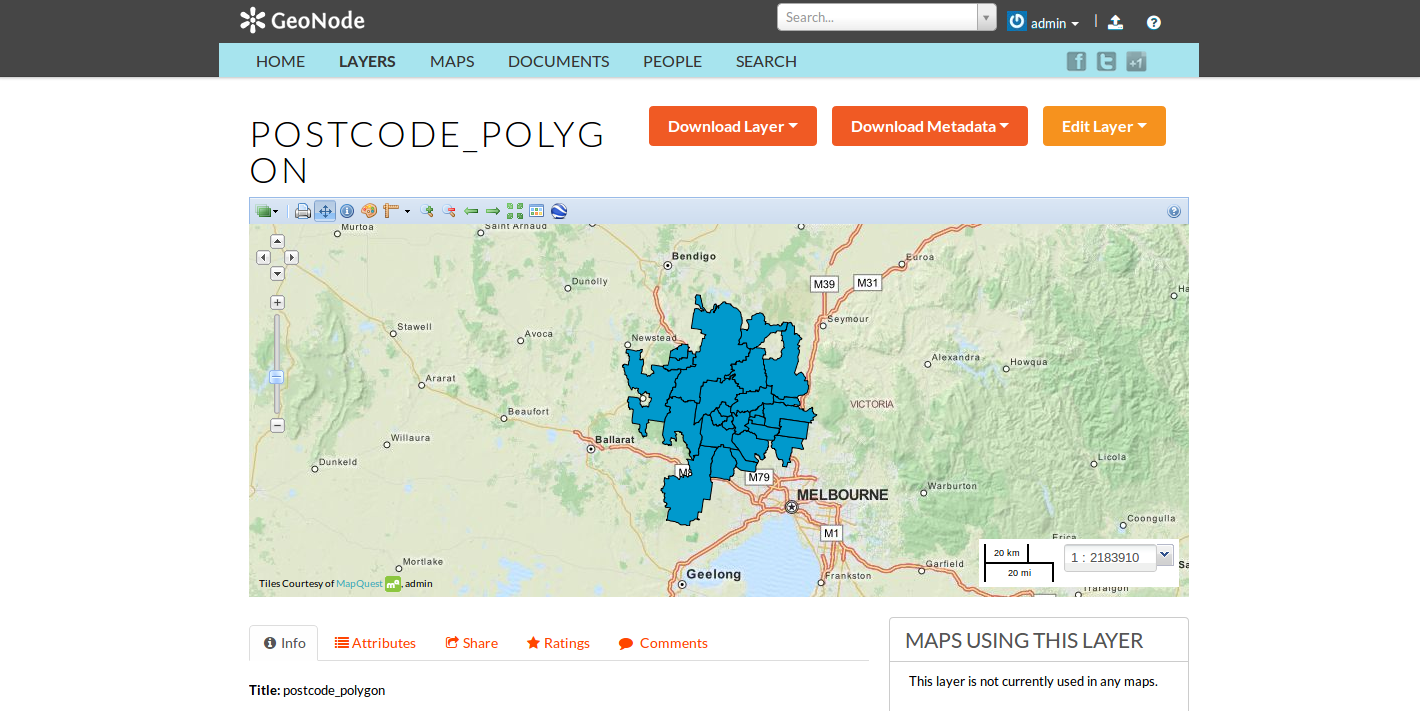 GeoNode
Search...
admin
HOME LAYERS MAPS DOCUMENTS PEOPLE SEARCH
+1
POSTCODE_POLYG
ON
Download Layer
Download Metadata
Edit Layer
Murtoa
Saint Arnaud
Bendigo
Euroa
Dunolly
M39
M31
Stawell
Avoca
Newstead
Seymour
Alexandra
Howqua
Ararat
Beaufort
VICTORIA
Willaura
Ballarat
Dunkeld
Licola
M79
MELBOURNE
Warburton
M1
Coongulla
Erica
Mortlake
Geelong
Frankston
Garfield
Traralgon
Tiles Courtesy of MapQuest admin
20 km
20 mi
1 : 2183910
Info
Attributes
Share
Ratings
Comments
Title: postcode_polygon
MAPS USING THIS LAYER
This layer is not currently used in any maps.